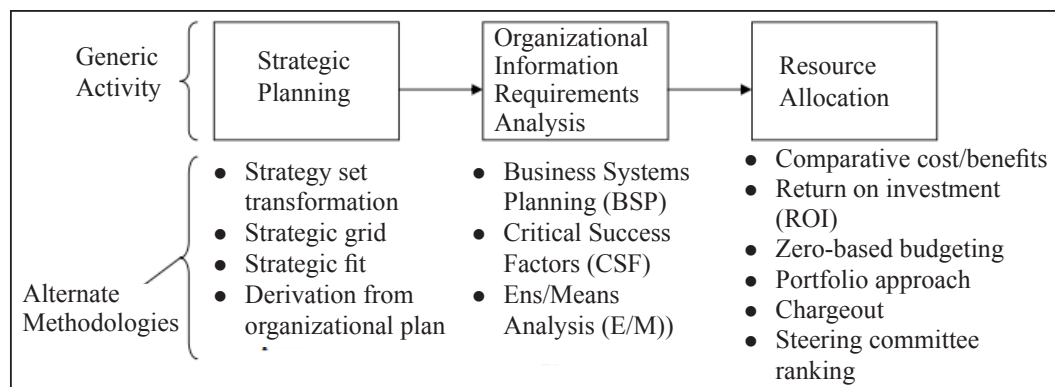 Generic
Activity
Strategic
Planning
Organizational
Information
Requirements
Analysis
Resource
Allocation
Alternate
Methodologies
● Strategy set
transformation
● Strategic grid
● Strategic fit
● Derivation from
organizational plan
● Business Systems
Planning (BSP)
● Critical Success
Factors (CSF)
● Ens/Means
Analysis (E/M))
● Comparative cost/benefits
● Return on investment
(ROI)
● Zero-based budgeting
● Portfolio approach
● Chargeout
● Steering committee
ranking